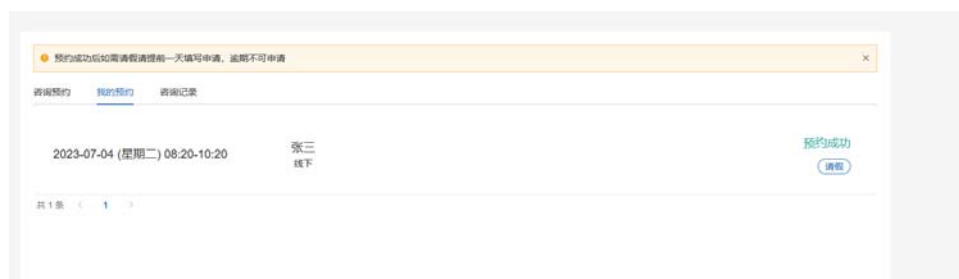 预约成功后如需请假请提前一天填写申请，逾期不可申请
咨询预约 我的预约 咨询记录
2023-07-04 (星期二) 08:20-10:20 张三 预约成功
线下 请假
共 1 条 < 1 >